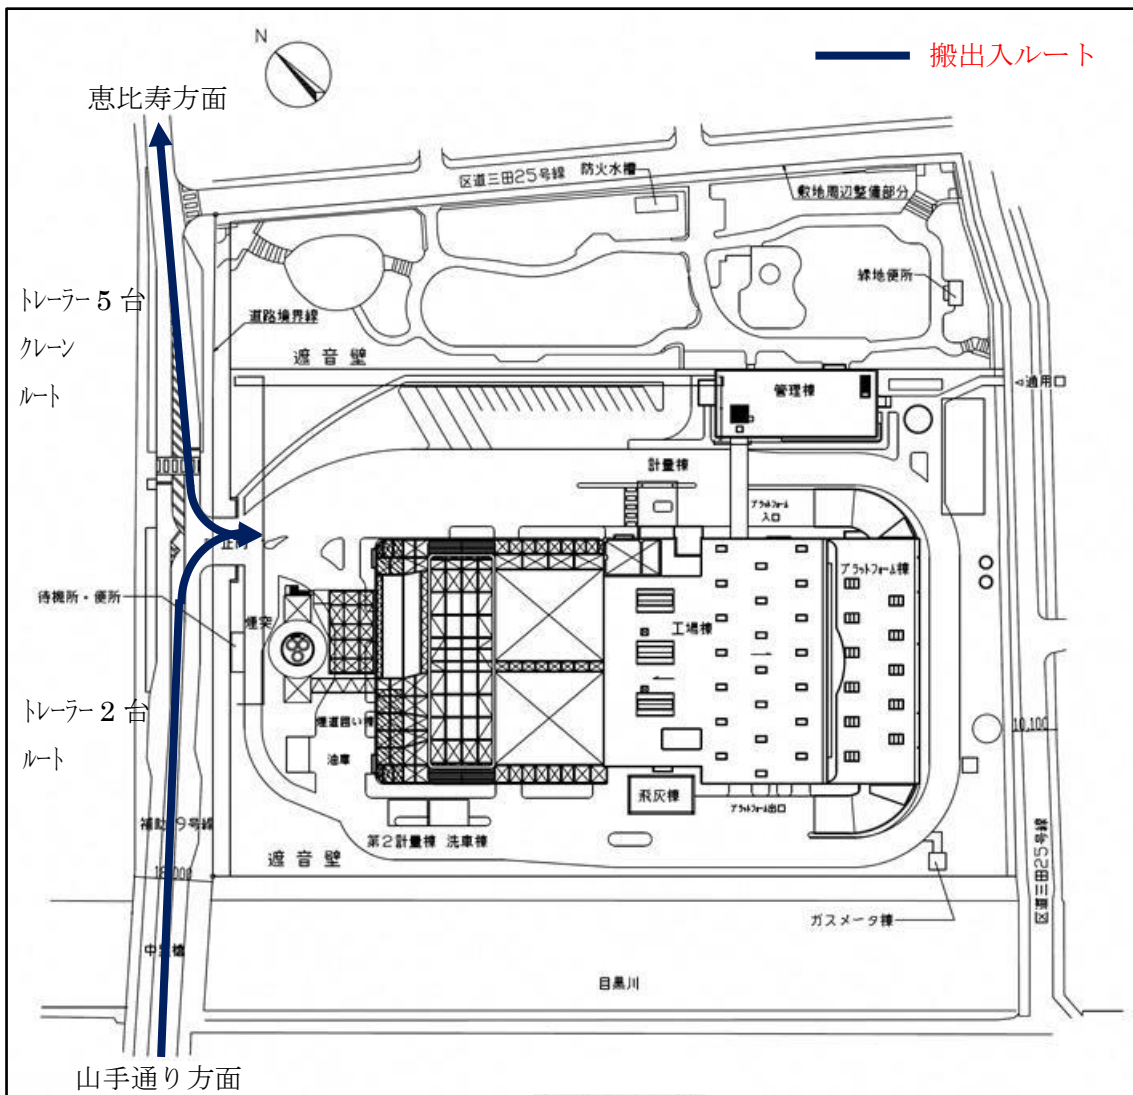 N
搬出入ルート
恵比寿方面
区道三田25号線
防火水槽
敷地周辺整備部分
緑地便所
トレーラー5台
クレーン
ルート
道路境界線
遮音壁
管理棟
通用口
計量棟
プラットフォーム
入口
プラットフォーム棟
待機所・便所
煙突
工場棟
トレーラー2台
ルート
煙道囲い棟
油庫
10,100
飛灰棟
プラットフォーム出口
第2計量棟 洗車棟
遮音壁
区道三田25号線
ガスメータ棟
目黒川
山手通り方面